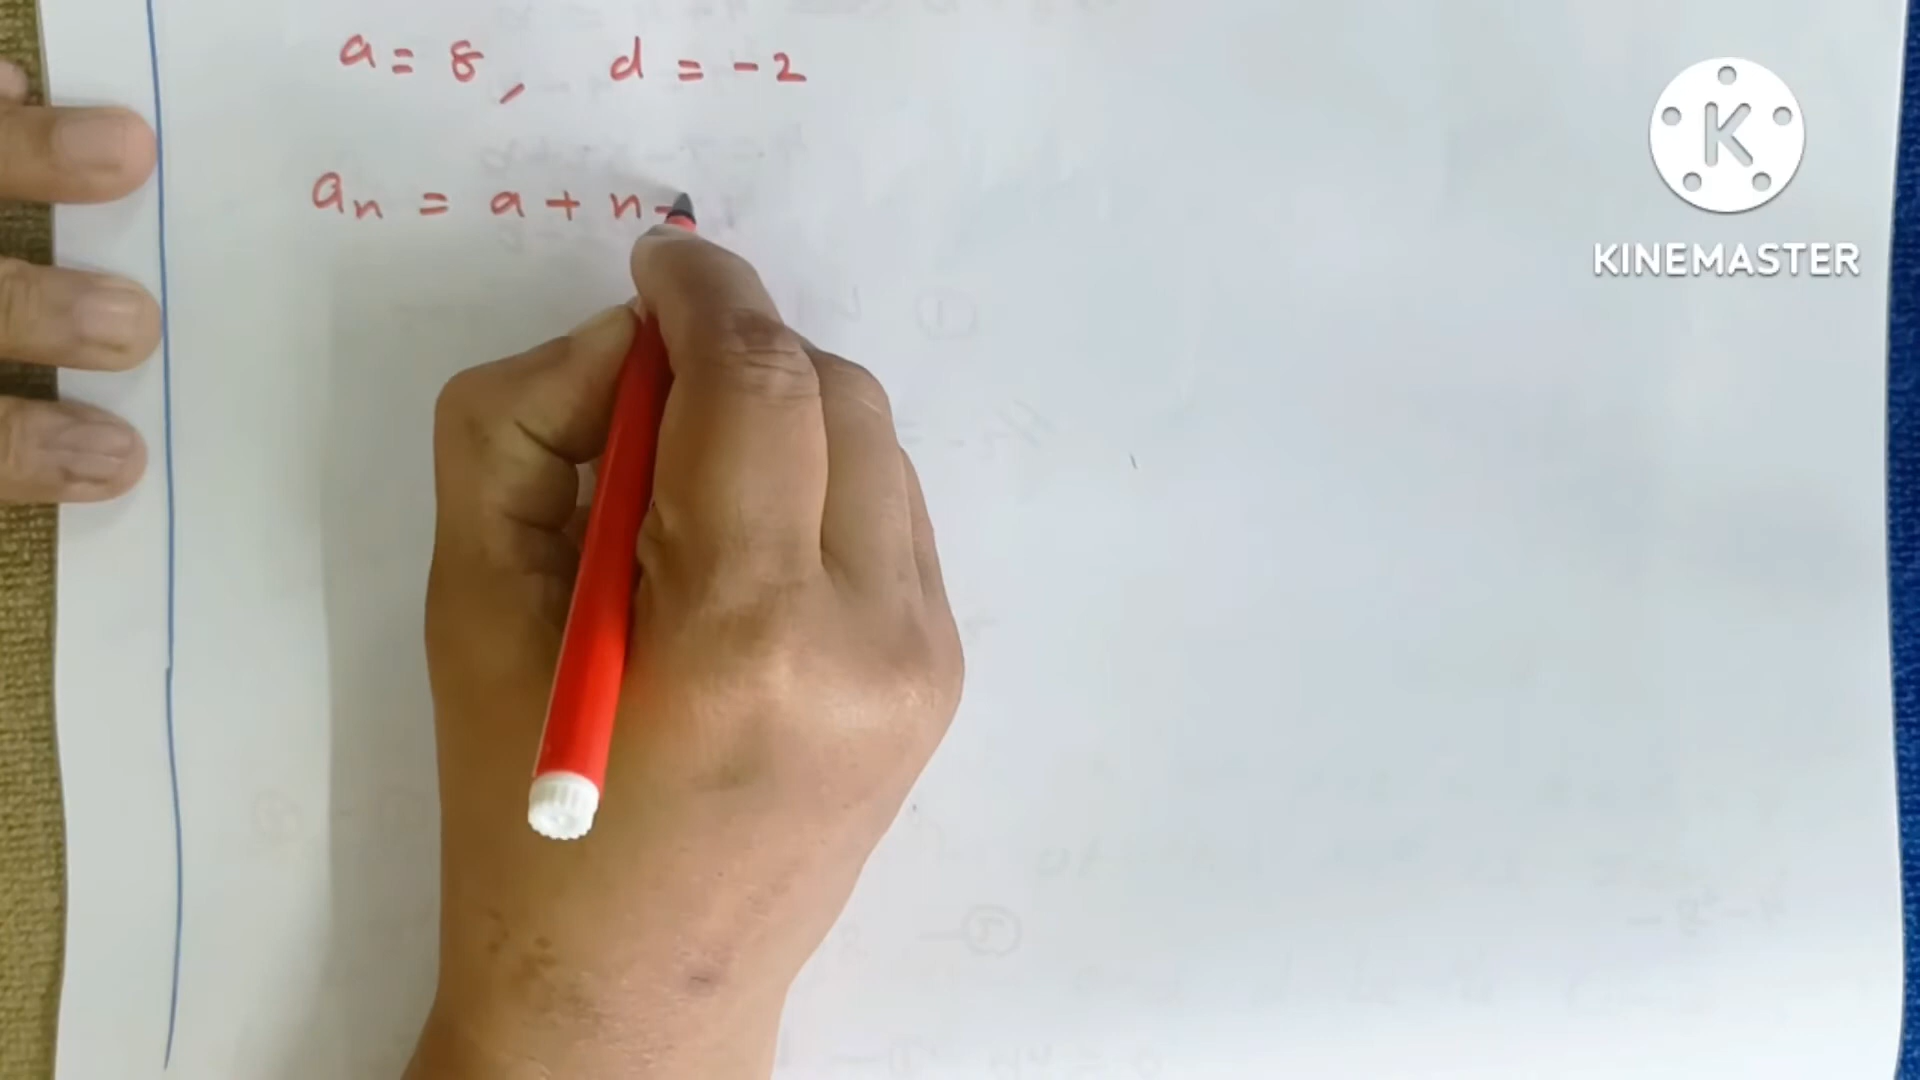 a = 8, d = -2
an = a + n -
KINEMASTER